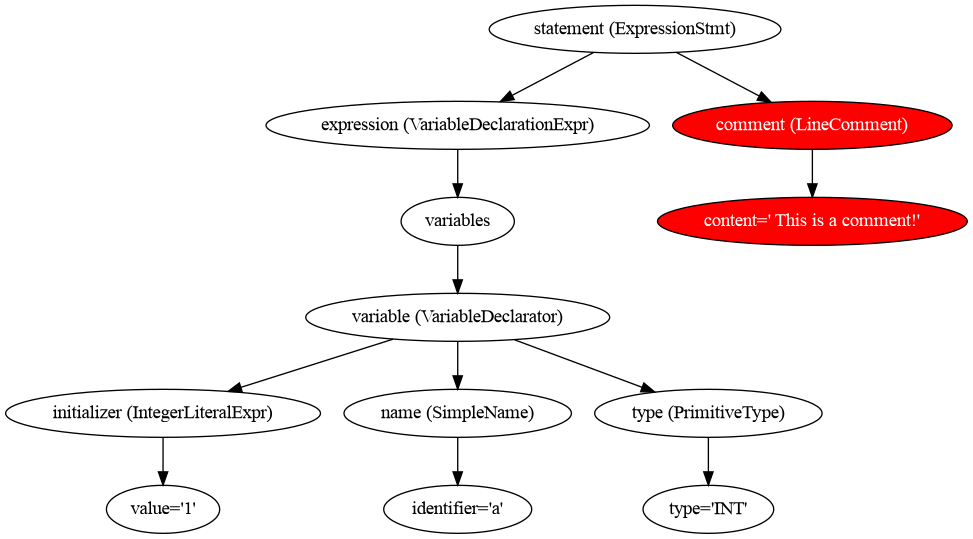 statement (ExpressionStmt)
expression (VariableDeclarationExpr)
comment (LineComment)
variables
content=' This is a comment!'
variable (VariableDeclarator)
initializer (IntegerLiteralExpr)
name (SimpleName)
type (PrimitiveType)
value='1'
identifier='a'
type='INT'